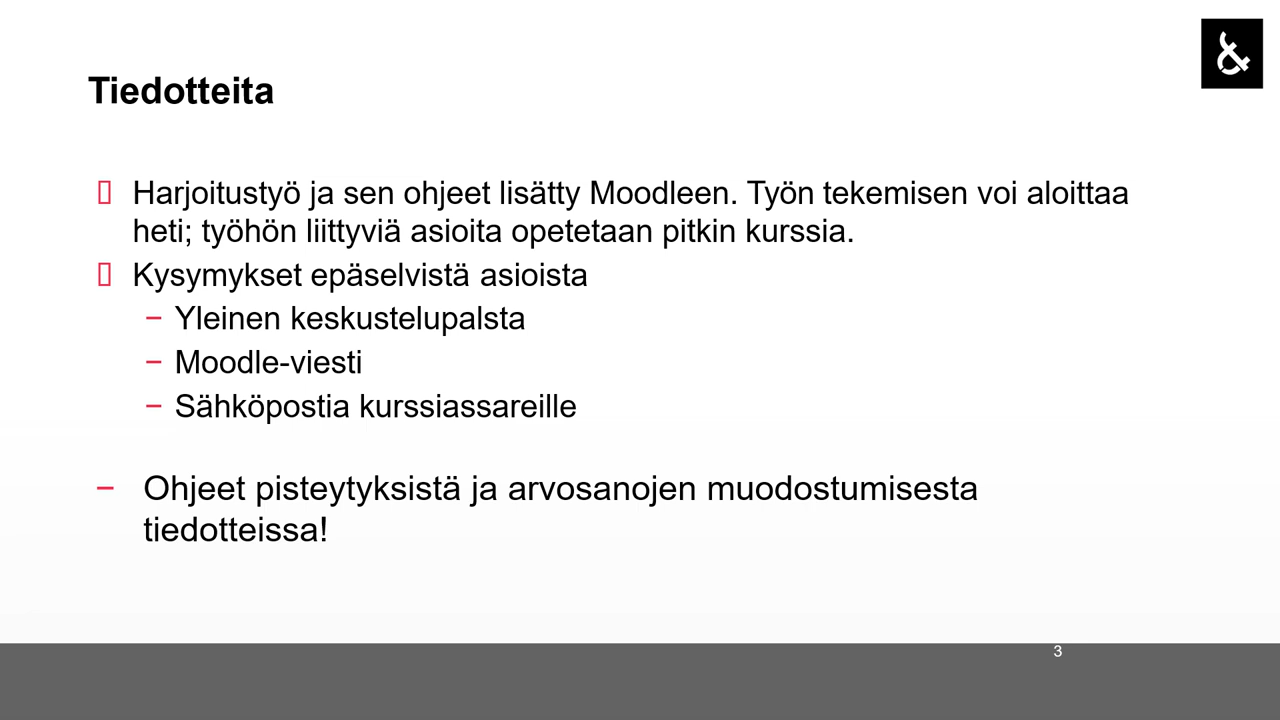 &
Tiedotteita
Harjoitustyö ja sen ohjeet lisätty Moodleen. Työn tekemisen voi aloittaa
heti; työhön liittyviä asioita opetetaan pitkin kurssia.
Kysymykset epäselvistä asioista
– Yleinen keskustelupalsta
– Moodle-viesti
– Sähköpostia kurssiassareille
– Ohjeet pisteytyksistä ja arvosanojen muodostumisesta
tiedotteissa!
3